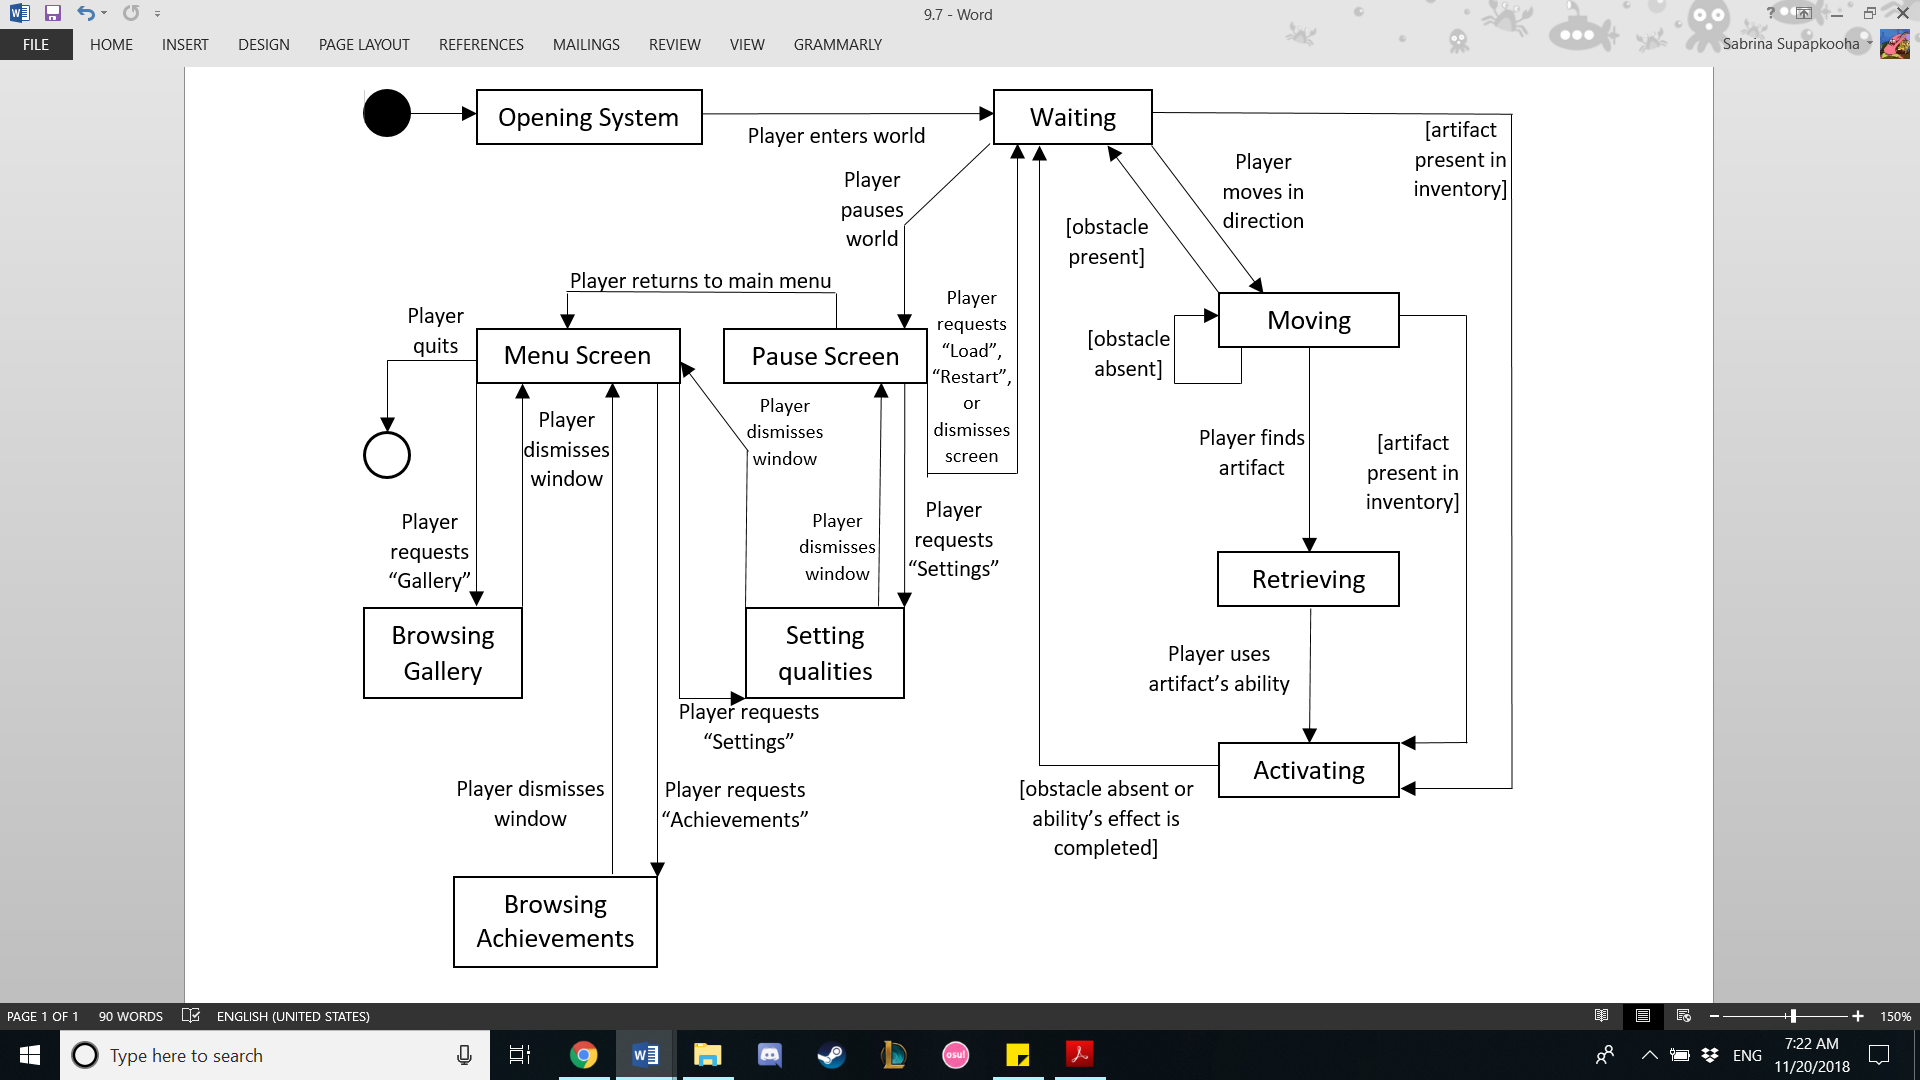 9.7 - Word
?
FILE
HOME
INSERT
DESIGN
PAGE LAYOUT
REFERENCES
MAILINGS
REVIEW
VIEW
GRAMMARLY
Sabrina Supapkooha
Opening System
Player enters world
Waiting
[artifact
present in
inventory]
Player
moves in
direction
Player
pauses
world
[obstacle
present]
Player returns to main menu
Player
quits
Menu Screen
Pause Screen
Player
requests
“Load”,
“Restart”,
or
dismisses
screen
Moving
[obstacle
absent]
Player
dismisses
window
Player
dismisses
window
Player finds
artifact
[artifact
present in
inventory]
Player
requests
“Gallery”
Player
dismisses
window
Player
requests
“Settings”
Retrieving
Browsing
Gallery
Setting
qualities
Player uses
artifact’s ability
Player requests
“Settings”
Activating
Player dismisses
window
Player requests
“Achievements”
[obstacle absent or
ability’s effect is
completed]
Browsing
Achievements
PAGE 1 OF 1
90 WORDS
ENGLISH (UNITED STATES)
150%
Type here to search
osu!
ENG
7:22 AM
11/20/2018